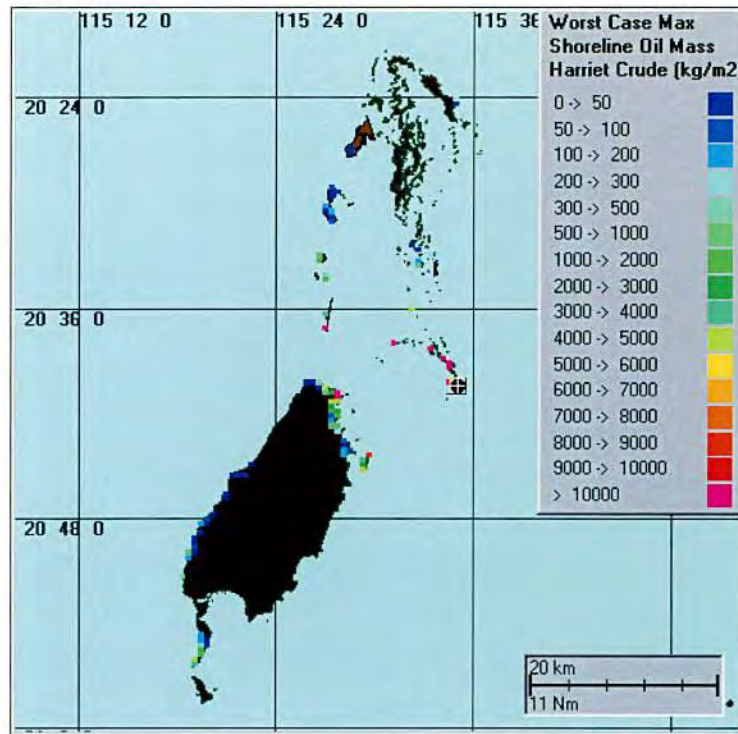 115 12 0
115 24 0
115 36
20 24 0
20 36 0
20 48 0
Worst Case Max
Shoreline Oil Mass
Harriet Crude (kg/m2
0 -> 50
50 -> 100
100 -> 200
200 -> 300
300 -> 500
500 -> 1000
1000 -> 2000
2000 -> 3000
3000 -> 4000
4000 -> 5000
5000 -> 6000
6000 -> 7000
7000 -> 8000
8000 -> 9000
9000 -> 10000
> 10000
20 km
11 Nm